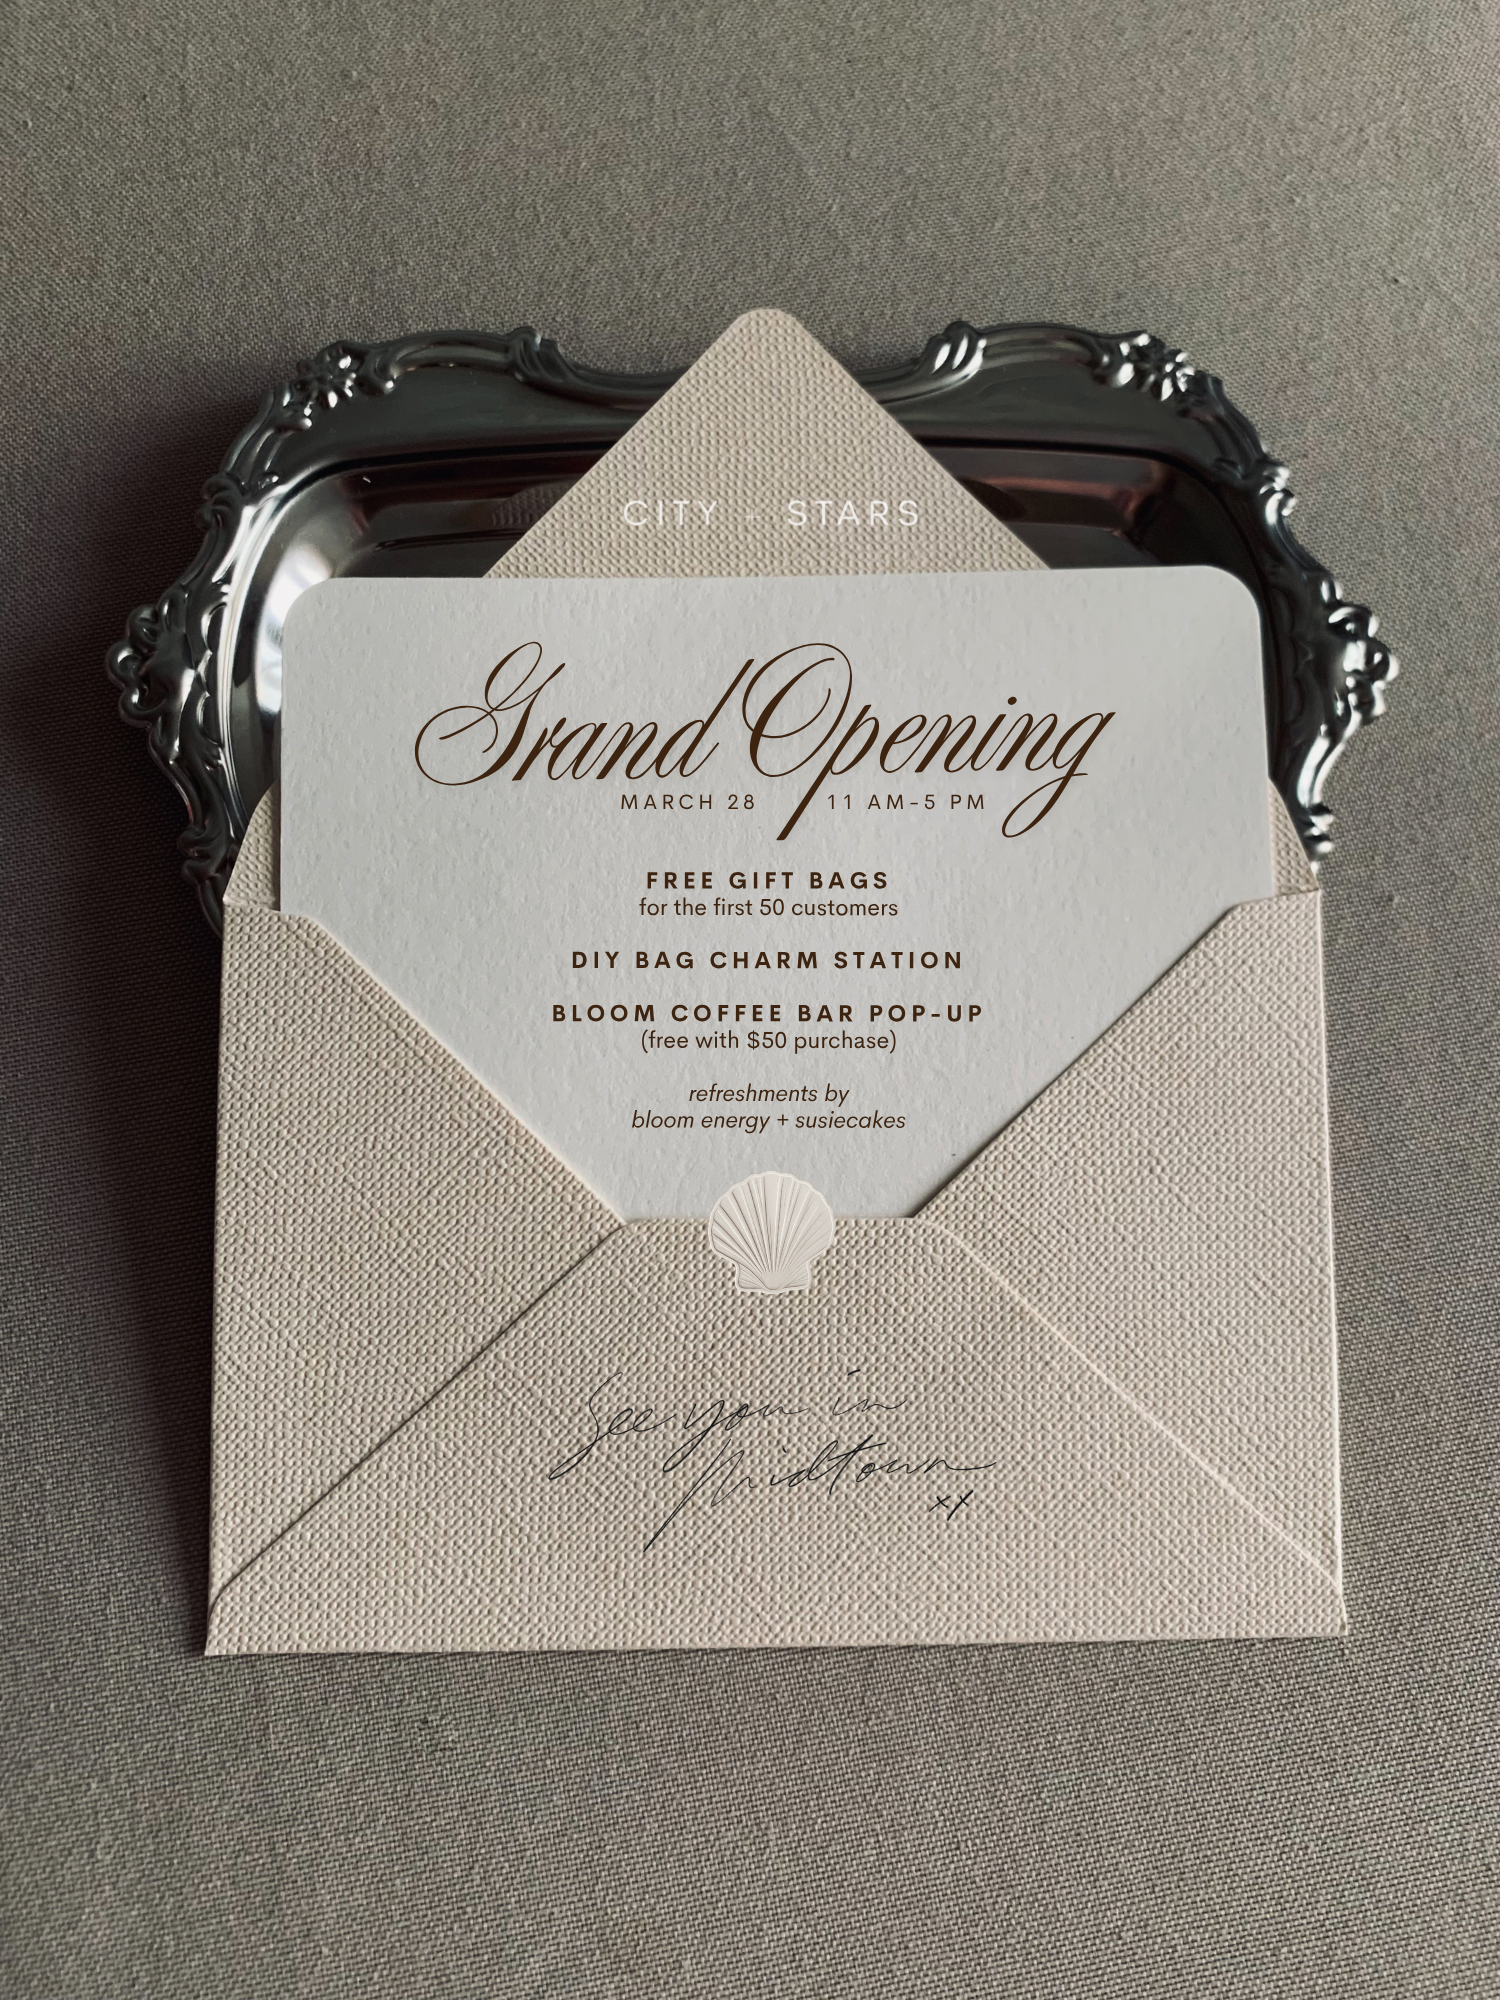 CITY + STARS
Grand Opening
MARCH 28 11 AM-5 PM
FREE GIFT BAGS
for the first 50 customers
DIY BAG CHARM STATION
BLOOM COFFEE BAR POP-UP
(free with $50 purchase)
refreshments by
bloom energy + susiecakes
See you in
Midtown
xx